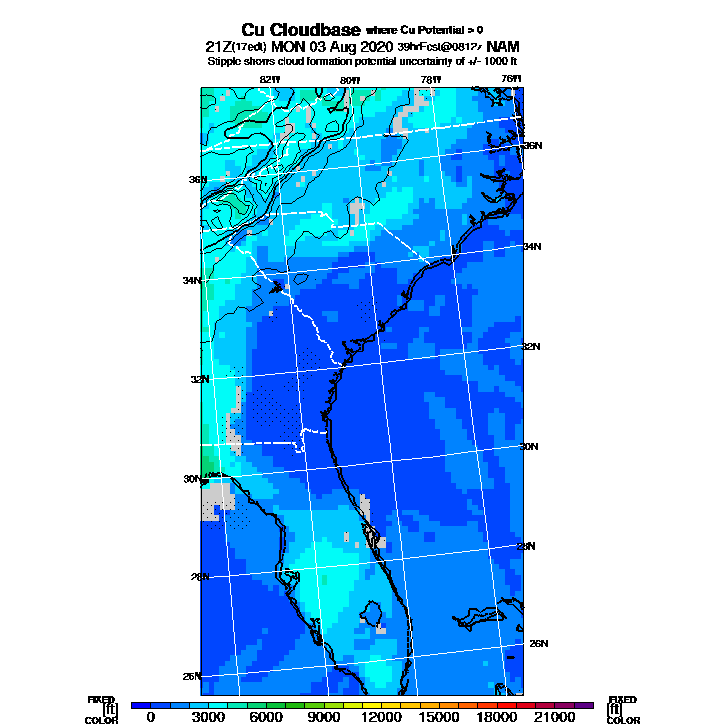 Cu Cloudbase where Cu Potential > 0
21Z(17edt) MON 03 Aug 2020 39hrFcst@0812z NAM
Stipple shows cloud formation potential uncertainty of +/- 1000 ft
82W 80W 78W 76W
36N
36N
34N
34N
32N
32N
30N
30N
28N
28N
26N
26N
FIXED FIXED
[ft] [ft]
COLOR COLOR
0 3000 6000 9000 12000 15000 18000 21000